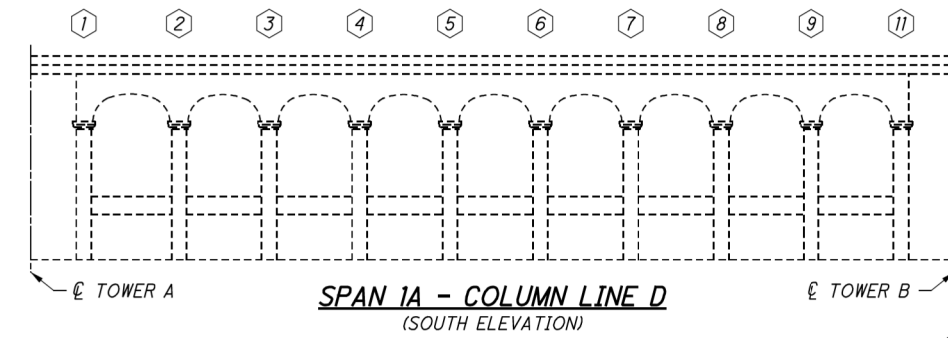 1 2 3 4 5 6 7 8 9 11
℄ TOWER A
℄ TOWER B
SPAN 1A - COLUMN LINE D
(SOUTH ELEVATION)